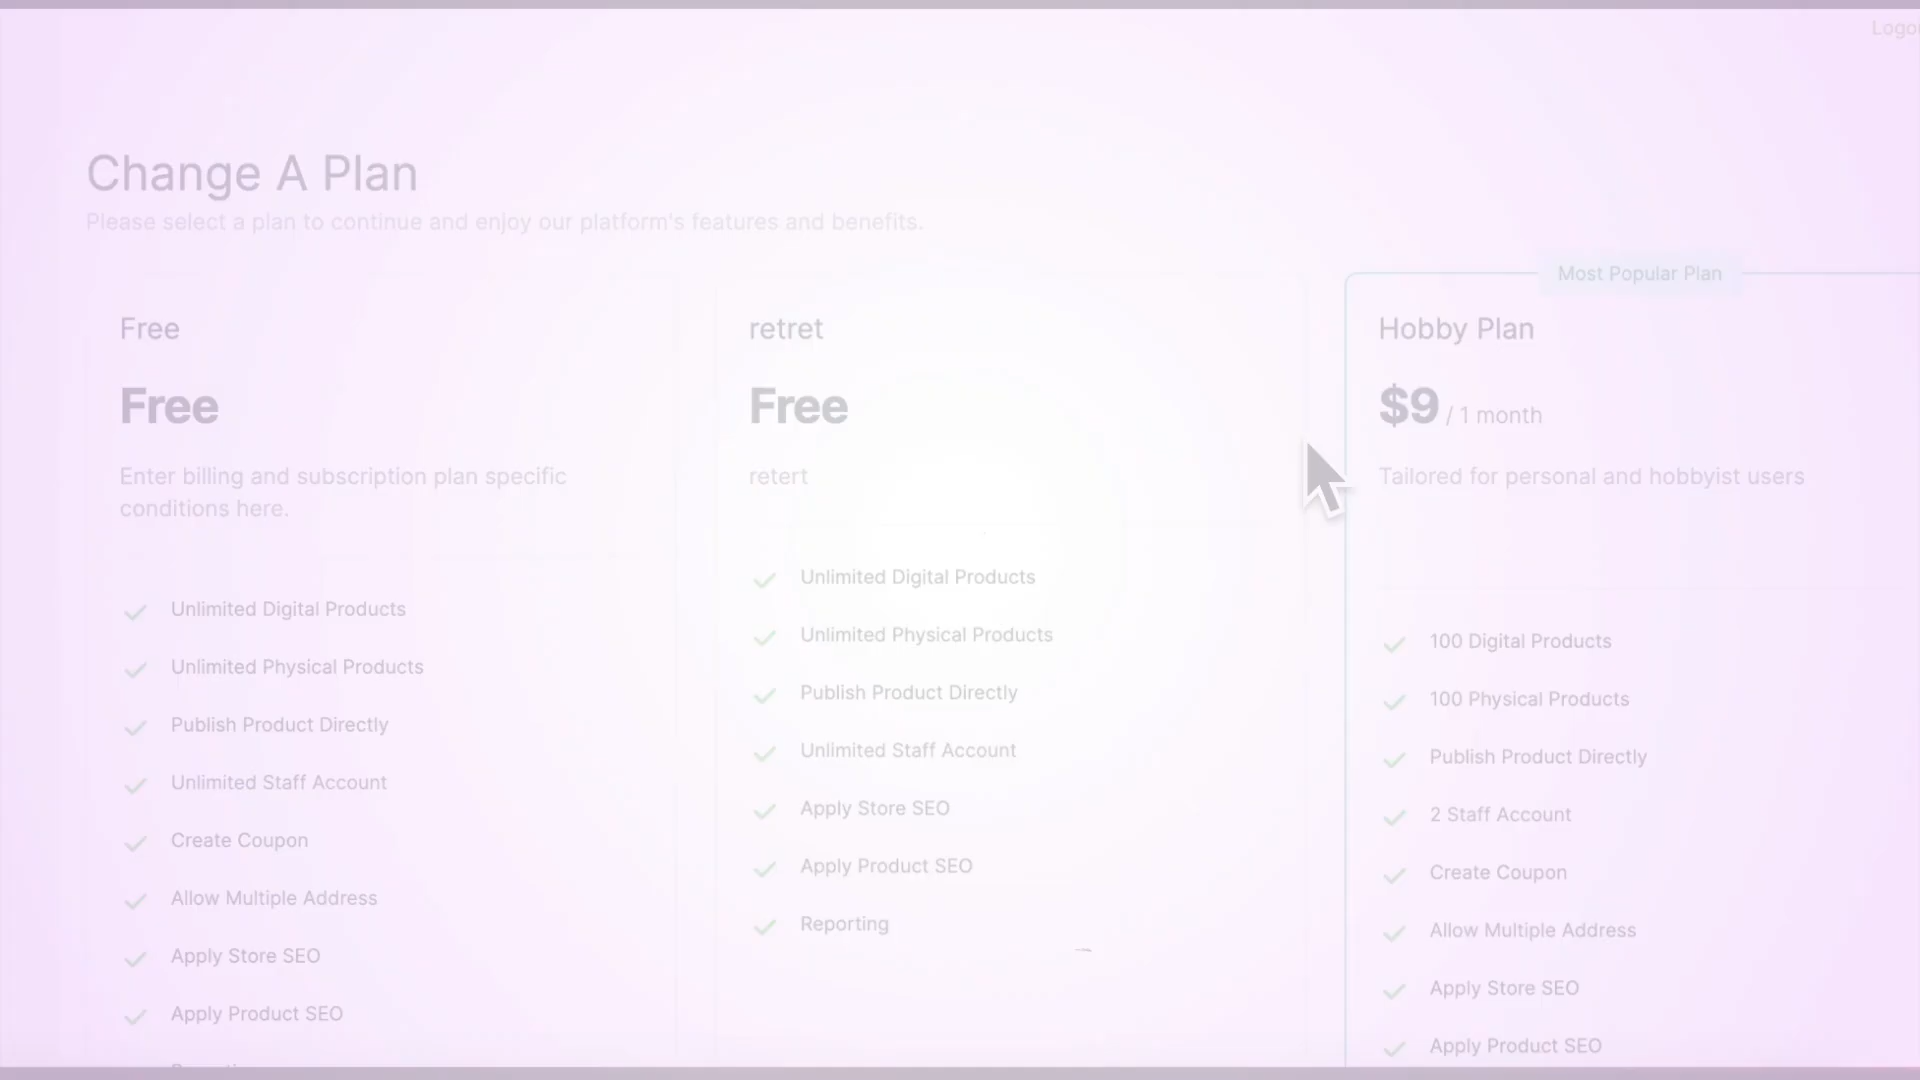 Change A Plan
Please select a plan to continue and enjoy our platform's features and benefits.
Free
Free
Enter billing and subscription plan specific
conditions here.
Unlimited Digital Products
Unlimited Physical Products
Publish Product Directly
Unlimited Staff Account
Create Coupon
Allow Multiple Address
Apply Store SEO
Apply Product SEO
retret
Free
retert
Unlimited Digital Products
Unlimited Physical Products
Publish Product Directly
Unlimited Staff Account
Apply Store SEO
Apply Product SEO
Reporting
Most Popular Plan
Hobby Plan
$9 / 1 month
Tailored for personal and hobbyist users
100 Digital Products
100 Physical Products
Publish Product Directly
2 Staff Account
Create Coupon
Allow Multiple Address
Apply Store SEO
Apply Product SEO